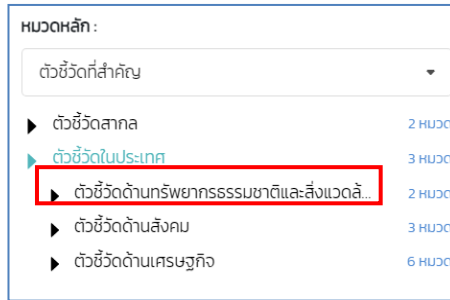 หมวดหลัก :
ตัวชี้วัดที่สำคัญ
ตัวชี้วัดสากล 2 หมวด
ตัวชี้วัดในประเทศ 3 หมวด
ตัวชี้วัดด้านทรัพยากรธรรมชาติและสิ่งแวดล้... 2 หมวด
ตัวชี้วัดด้านสังคม 3 หมวด
ตัวชี้วัดด้านเศรษฐกิจ 6 หมวด